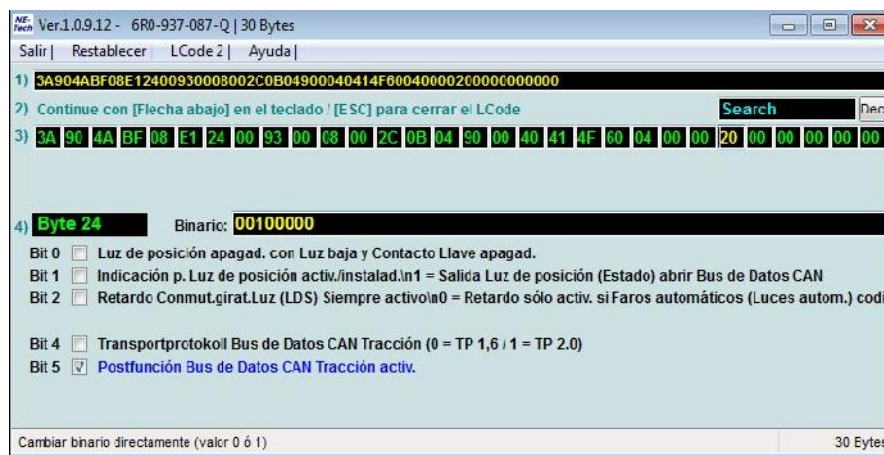 NE-Tech Ver.1.0.9.12 - 6R0-937-087-Q | 30 Bytes
Salir | Restablecer LCode 2 | Ayuda |
1) 3A904ABF08E12400930008002C0B04900040414F60040000200000000000
2) Continue con [Flecha abajo] en el teclado / [ESC] para cerrar el LCode Search Dec
3) 3A 90 4A BF 08 E1 24 00 93 00 08 00 2C 0B 04 90 00 40 41 4F 60 04 00 00 20 00 00 00 00 00
4) Byte 24 Binario: 00100000
Bit 0 Luz de posición apagad. con Luz baja y Contacto Llave apagad.
Bit 1 Indicación p. Luz de posición activ./instalad.\n1 = Salida Luz de posición (Estado) abrir Bus de Datos CAN
Bit 2 Retardo Conmut.girat.Luz (LDS) Siempre activo\n0 = Retardo sólo activ. si Faros automáticos (Luces autom.) codi
Bit 4 Transportprotokoll Bus de Datos CAN Tracción (0 = TP 1,6 / 1 = TP 2.0)
Bit 5 Postfunción Bus de Datos CAN Tracción activ.
Cambiar binario directamente (valor 0 ó 1) 30 Bytes